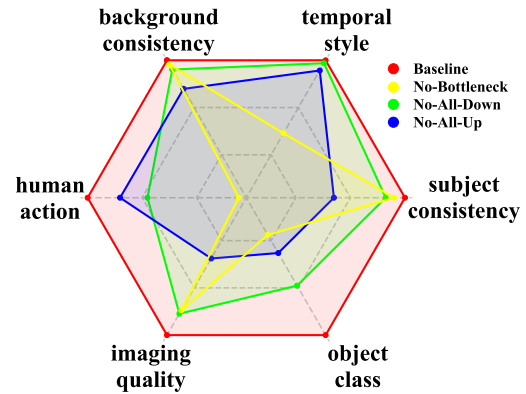 background
consistency
temporal
style
Baseline
No-Bottleneck
No-All-Down
No-All-Up
human
action
subject
consistency
imaging
quality
object
class